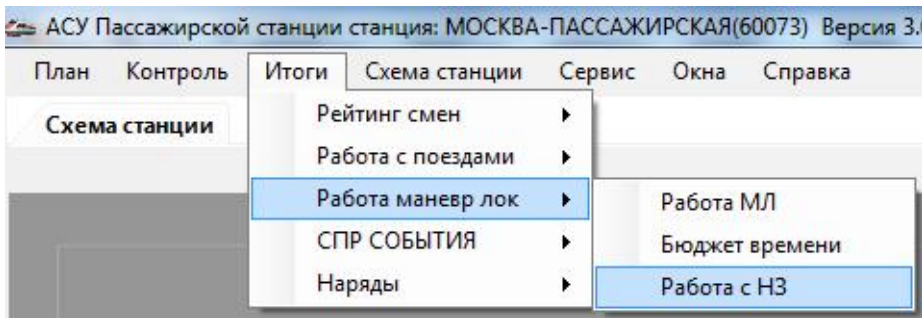 АСУ Пассажирской станции станция: МОСКВА-ПАССАЖИРСКАЯ(60073) Версия 3.
План Контроль Итоги Схема станции Сервис Окна Справка
Схема станции
Рейтинг смен
Работа с поездами
Работа маневр лок
СПР СОБЫТИЯ
Наряды
Работа МЛ
Бюджет времени
Работа с НЗ